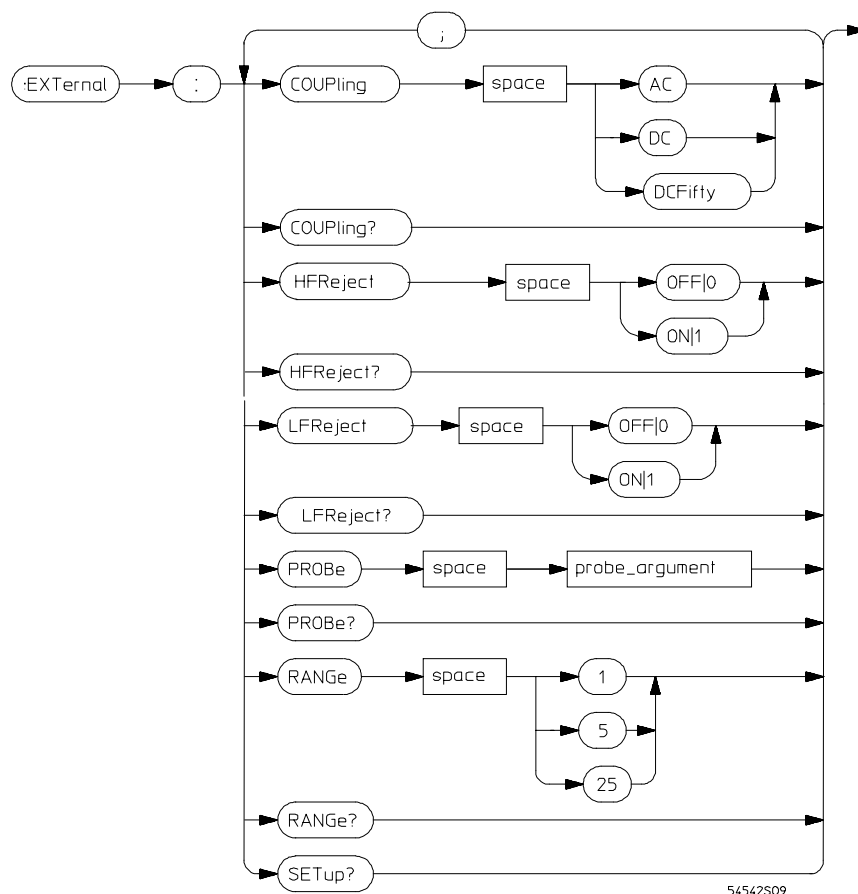 ;
:EXTernal : COUPling space AC
DC
DCFifty
COUPling?
HFReject space OFF|0
ON|1
HFReject?
LFReject space OFF|0
ON|1
LFReject?
PROBe space probe_argument
PROBe?
RANGe space 1
5
25
RANGe?
SETup?
54542S09